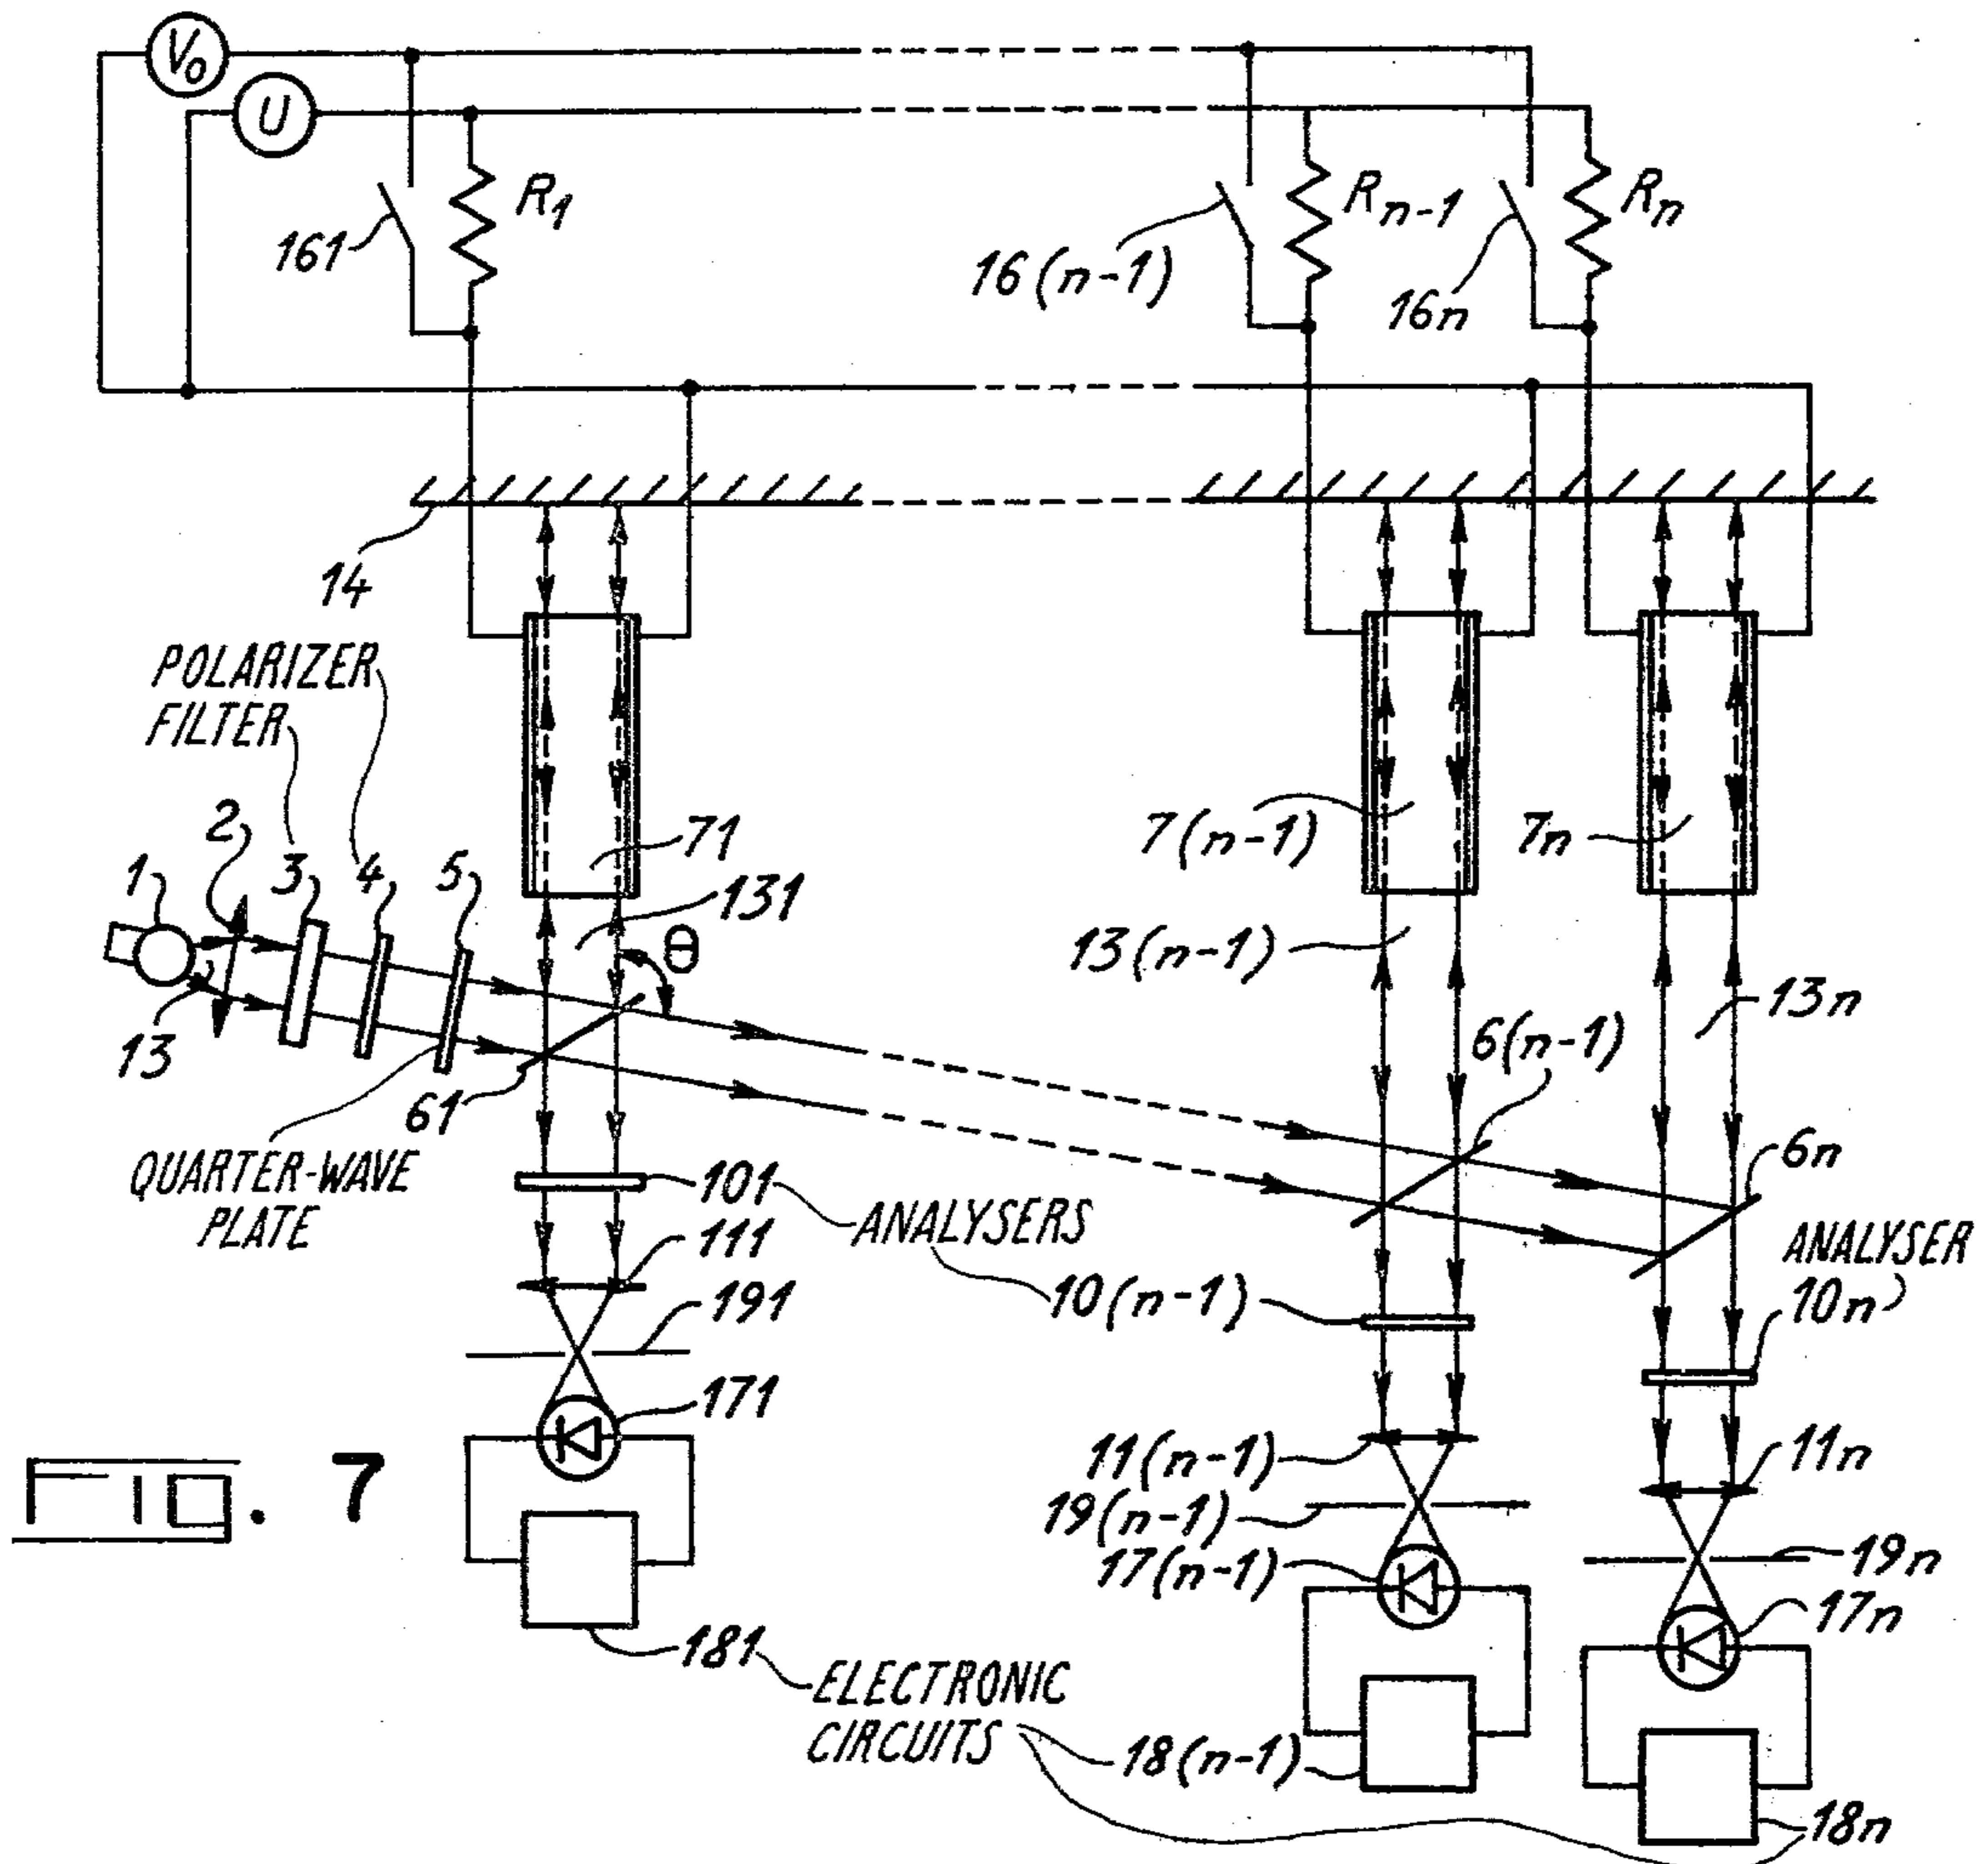 V0
U
R1
Rn-1
Rn
161
16(n-1)
16n
14
POLARIZER
FILTER
71
7(n-1)
7n
1
2
3
4
5
131
θ
13(n-1)
13n
13
61
6(n-1)
6n
QUARTER-WAVE
PLATE
101
ANALYSERS
10(n-1)
ANALYSER
10n
111
191
171
11(n-1)
11n
19(n-1)
19n
17(n-1)
17n
FIG. 7
181
ELECTRONIC
CIRCUITS
18(n-1)
18n